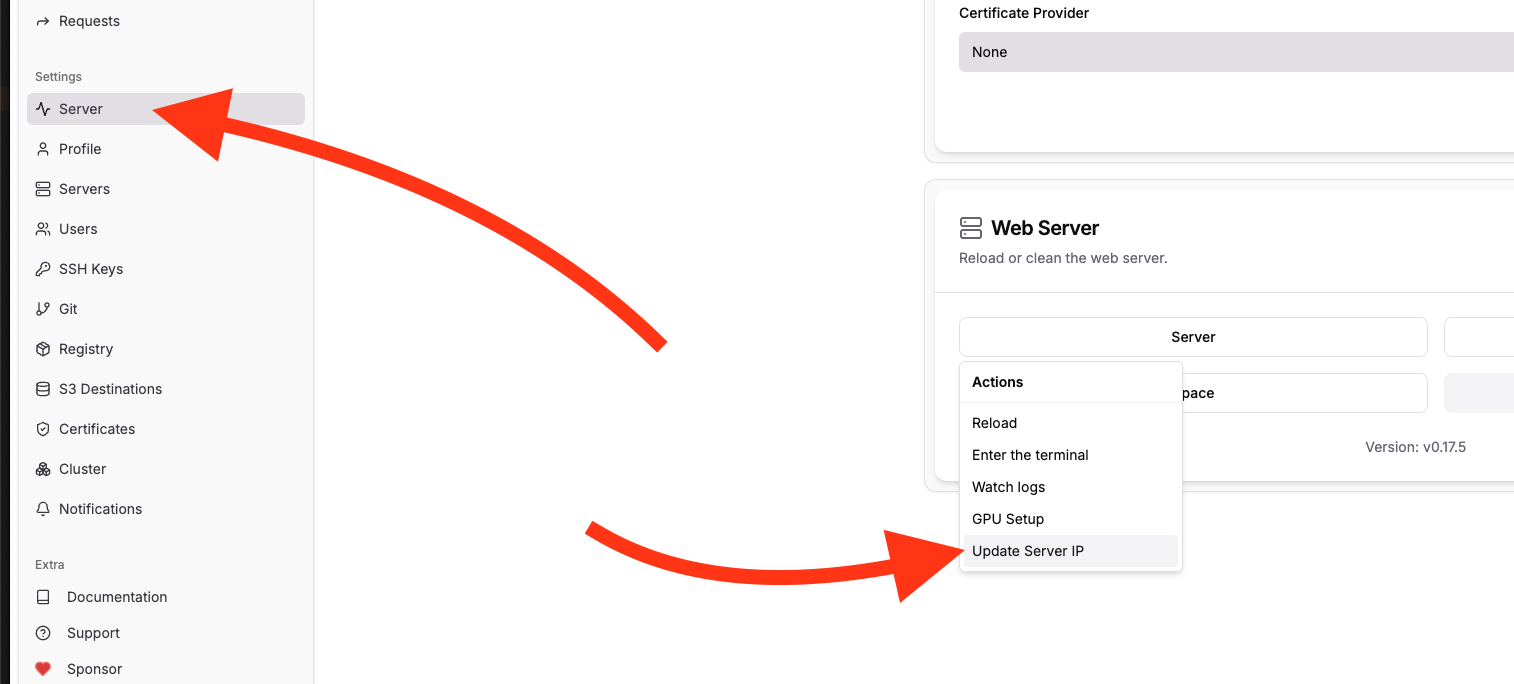 Requests
Settings
Server
Profile
Servers
Users
SSH Keys
Git
Registry
S3 Destinations
Certificates
Cluster
Notifications
Extra
Documentation
Support
Sponsor
Certificate Provider
None
Web Server
Reload or clean the web server.
Server
pace
Actions
Reload
Enter the terminal
Watch logs
GPU Setup
Update Server IP
Version: v0.17.5